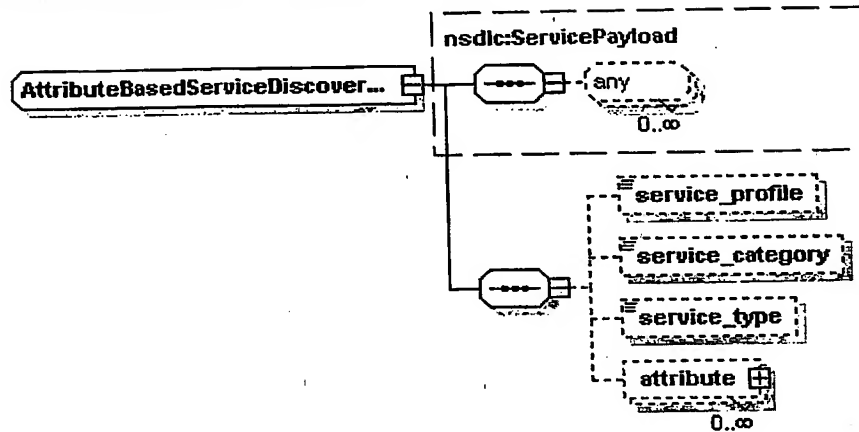 nsdlc:ServicePayload
AttributeBasedServiceDiscover...
any
0..∞
service_profile
service_category
service_type
attribute
0..∞